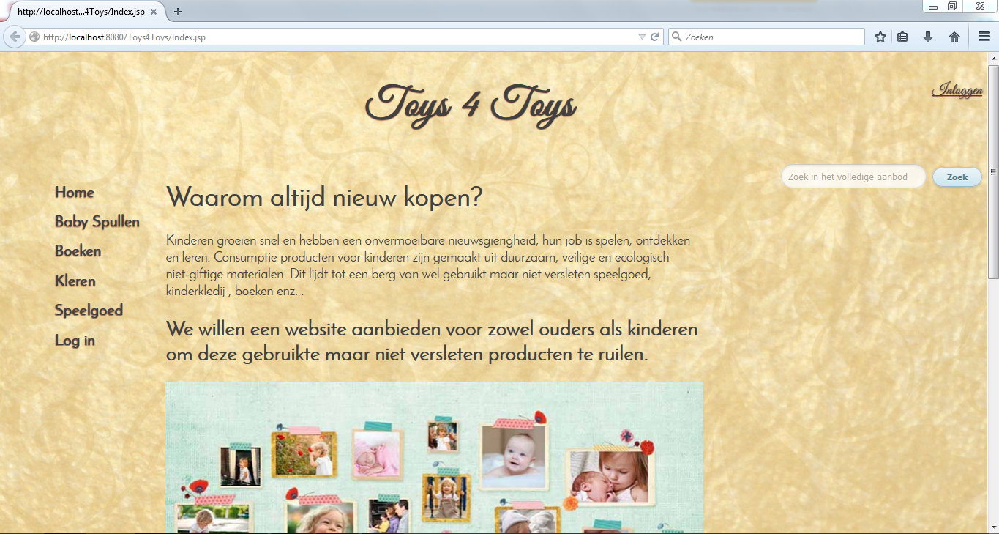 http://localhost...4Toys/Index.jsp
http://localhost:8080/Toys4Toys/Index.jsp
Zoeken
Toys 4 Toys
Inloggen
Zoek in het volledige aanbod
Zoek
Home
Baby Spullen
Boeken
Kleren
Speelgoed
Log in
Waarom altijd nieuw kopen?
Kinderen groeien snel en hebben een onvermoeibare nieuwsgierigheid, hun job is spelen, ontdekken
en leren. Consumptie producten voor kinderen zijn gemaakt uit duurzaam, veilige en ecologisch
niet-giftige materialen. Dit lijdt tot een berg van wel gebruikt maar niet versleten speelgoed,
kinderkledij , boeken enz. .
We willen een website aanbieden voor zowel ouders als kinderen
om deze gebruikte maar niet versleten producten te ruilen.